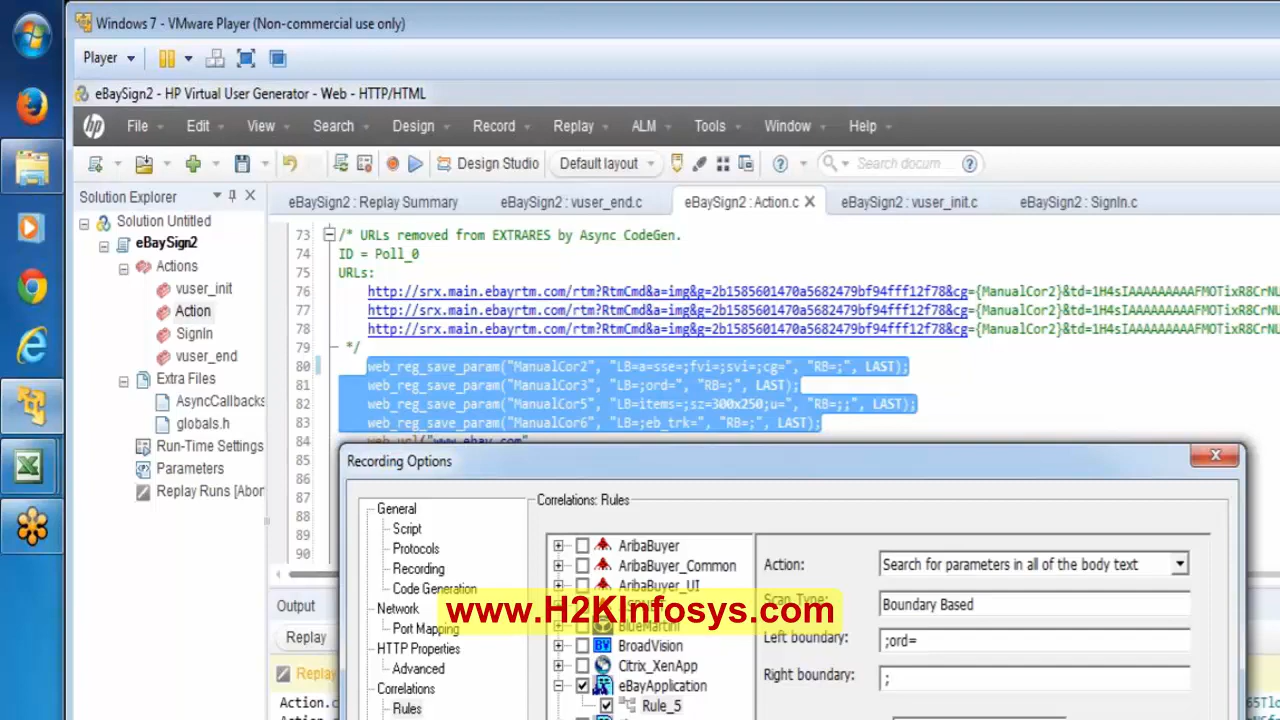 Windows 7 - VMware Player (Non-commercial use only)
Player
eBaySign2 - HP Virtual User Generator - Web - HTTP/HTML
hp File Edit View Search Design Record Replay ALM Tools Window Help
Design Studio Default layout Search docum
Solution Explorer
eBaySign2 : Replay Summary eBaySign2 : vuser_end.c eBaySign2 : Action.c eBaySign2 : vuser_init.c eBaySign2 : SignIn.c
Solution Untitled
eBaySign2
Actions
vuser_init
Action
SignIn
vuser_end
Extra Files
AsyncCallbacks
globals.h
Run-Time Settings
Parameters
Replay Runs [Abor
73 /* URLs removed from EXTRARES by Async CodeGen.
74 ID = Poll_0
75 URLs:
76 http://srx.main.ebayrtm.com/rtm?RtmCmd&a=img&g=2b1585601470a5682479bf94fff12f78&cg={ManualCor2}&td=1H4sIAAAAAAAAAFMOTixR8CrNU
77 http://srx.main.ebayrtm.com/rtm?RtmCmd&a=img&g=2b1585601470a5682479bf94fff12f78&cg={ManualCor2}&td=1H4sIAAAAAAAAAFMOTixR8CrNU
78 http://srx.main.ebayrtm.com/rtm?RtmCmd&a=img&g=2b1585601470a5682479bf94fff12f78&cg={ManualCor2}&td=1H4sIAAAAAAAAAFMOTixR8CrNU
79 */
80 web_reg_save_param("ManualCor2", "LB=a=sse=;fvi=;svi=;cg=", "RB=;", LAST);
81 web_reg_save_param("ManualCor3", "LB=;ord=", "RB=;", LAST);
82 web_reg_save_param("ManualCor5", "LB=items=;sz=300x250;u=", "RB=;;", LAST);
83 web_reg_save_param("ManualCor6", "LB=;eb_trk=", "RB=;", LAST);
84 web_url("www.ebay.com"
85
86
87
88
89
90
Output
Replay
Replay
Action.c
Recording Options
General
Script
Protocols
Recording
Code Generation
Network
Port Mapping
HTTP Properties
Advanced
Correlations
Rules
Correlations: Rules
AribaBuyer
AribaBuyer_Common
AribaBuyer_UI
BlueMartini
BroadVision
Citrix_XenApp
eBayApplication
Rule_5
Action: Search for parameters in all of the body text
Scan Type: Boundary Based
Left boundary: ;ord=
Right boundary: ;
www.H2KInfosys.com